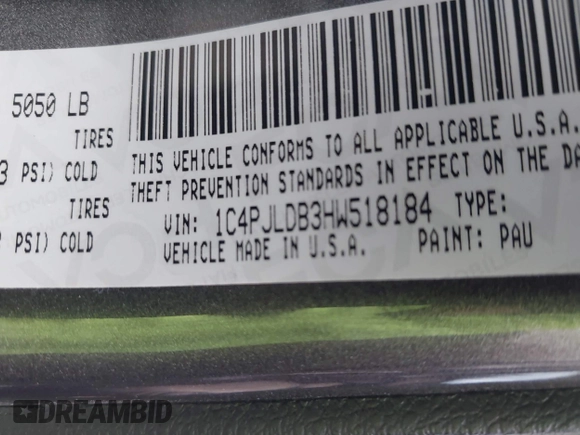 5050 LB
TIRES
3 PSI) COLD
TIRES
PSI) COLD
THIS VEHICLE CONFORMS TO ALL APPLICABLE U.S.A.
THEFT PREVENTION STANDARDS IN EFFECT ON THE DA
VIN: 1C4PJLDB3HW518184 TYPE:
VEHICLE MADE IN U.S.A. PAINT: PAU
DREAMBID